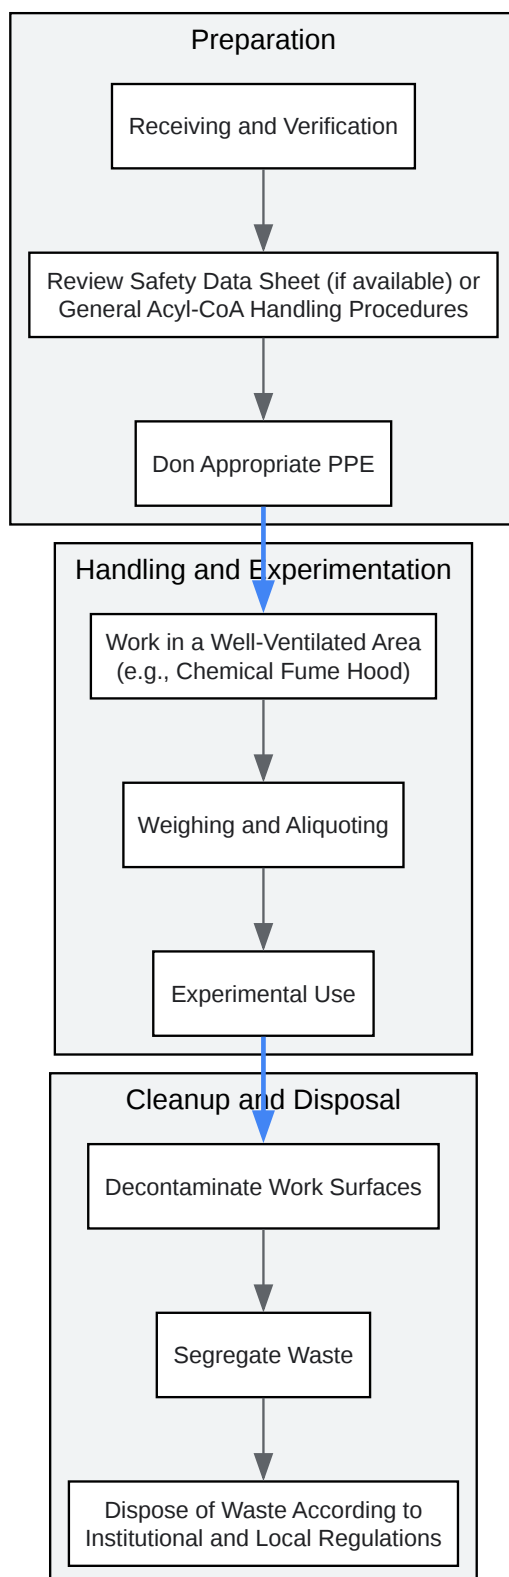 Preparation
Receiving and Verification
Review Safety Data Sheet (if available) or
General Acyl-CoA Handling Procedures
Don Appropriate PPE
Handling and Experimentation
Work in a Well-Ventilated Area
(e.g., Chemical Fume Hood)
Weighing and Aliquoting
Experimental Use
Cleanup and Disposal
Decontaminate Work Surfaces
Segregate Waste
Dispose of Waste According to
Institutional and Local Regulations